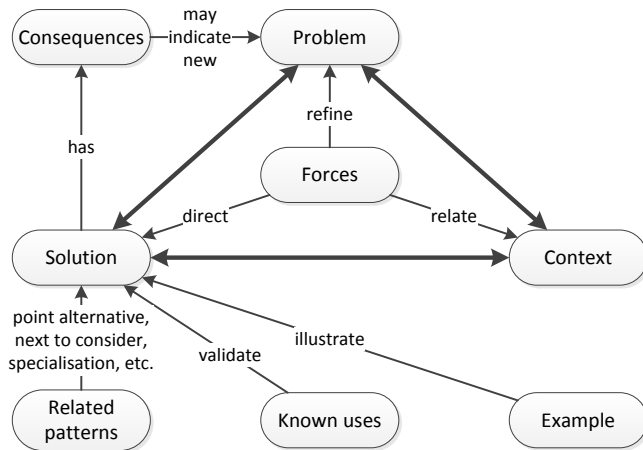 Consequences
may
indicate
new
Problem
refine
has
Forces
direct
relate
Solution
Context
point alternative,
next to consider,
specialisation, etc.
validate
illustrate
Related
patterns
Known uses
Example